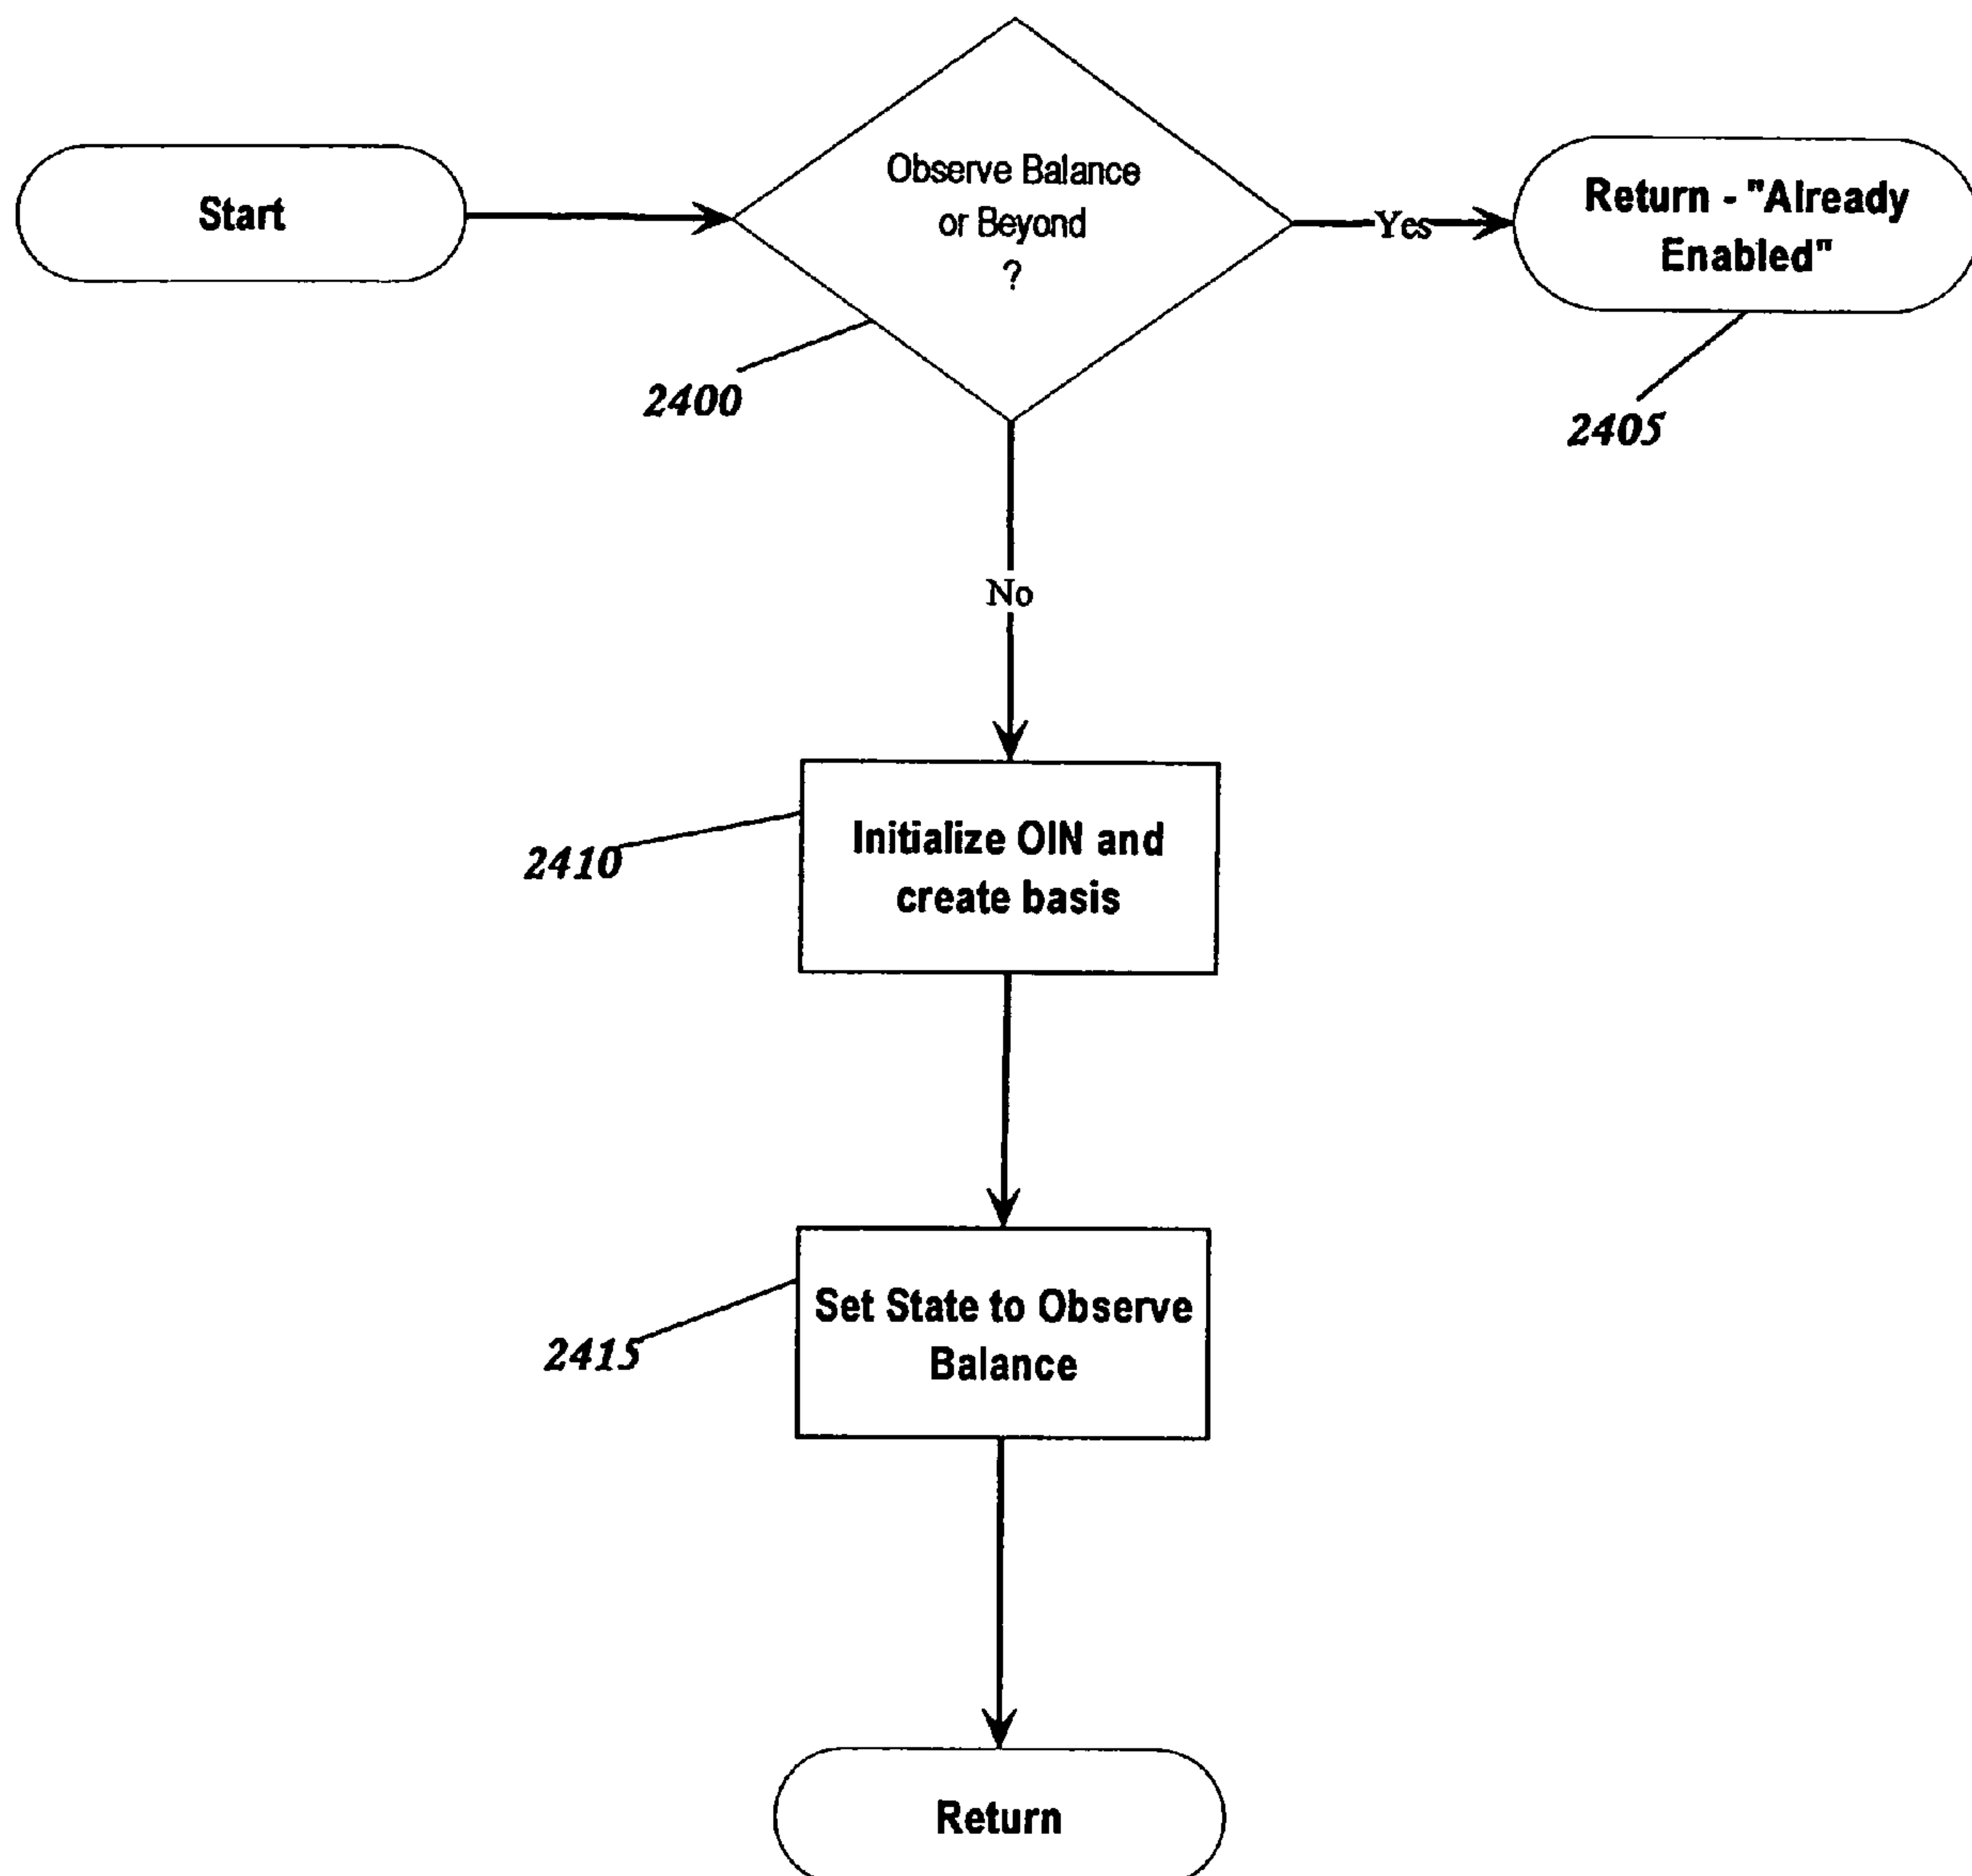 Start
Observe Balance
or Beyond
?
Yes
Return - "Already
Enabled"
2400
2405
No
Initialize OIN and
create basis
2410
Set State to Observe
Balance
2415
Return